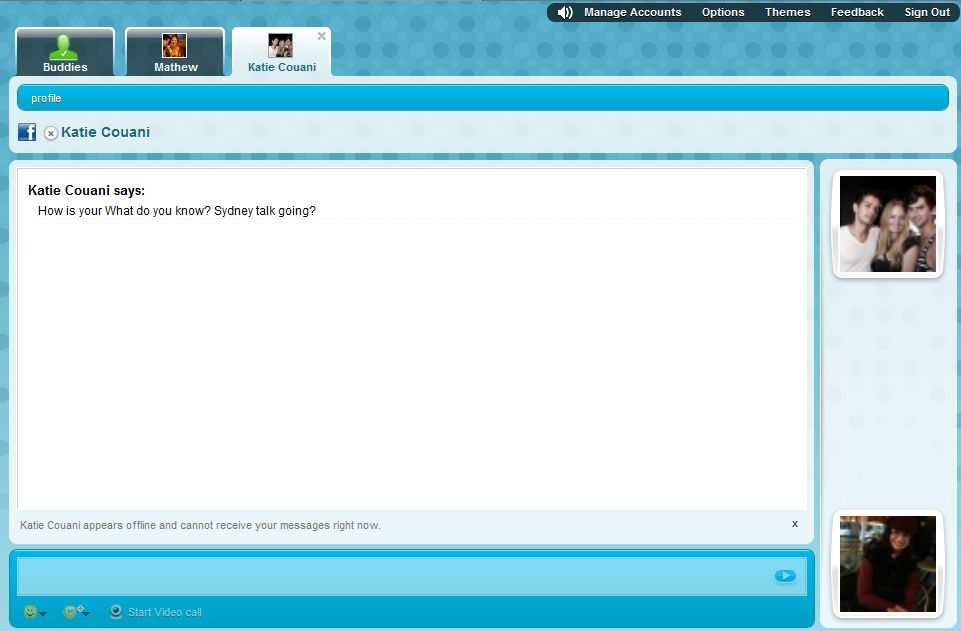 Manage Accounts Options Themes Feedback Sign Out
Buddies Mathew Katie Couani
profile
Katie Couani
Katie Couani says:
How is your What do you know? Sydney talk going?
Katie Couani appears offline and cannot receive your messages right now. x
Start Video call